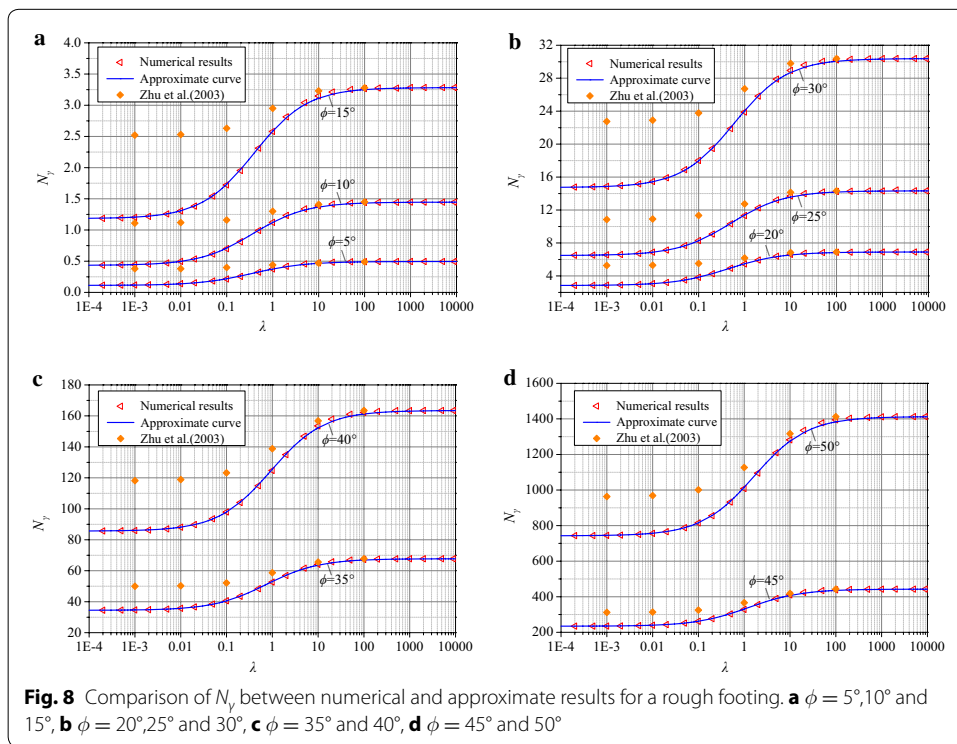 a
4.0
3.5
3.0
2.5
2.0
1.5
1.0
0.5
0.0
Nγ
Numerical results
Approximate curve
Zhu et al.(2003)
ϕ=15°
ϕ=10°
ϕ=5°
1E-4 1E-3 0.01 0.1 1 10 100 1000 10000
λ
b
32
28
24
20
16
12
8
4
Nγ
Numerical results
Approximate curve
Zhu et al.(2003)
ϕ=30°
ϕ=25°
ϕ=20°
1E-4 1E-3 0.01 0.1 1 10 100 1000 10000
λ
c
180
160
140
120
100
80
60
40
20
Nγ
Numerical results
Approximate curve
Zhu et al.(2003)
ϕ=40°
ϕ=35°
1E-4 1E-3 0.01 0.1 1 10 100 1000 10000
λ
d
1600
1400
1200
1000
800
600
400
200
Nγ
Numerical results
Approximate curve
Zhu et al.(2003)
ϕ=50°
ϕ=45°
1E-4 1E-3 0.01 0.1 1 10 100 1000 10000
λ
Fig. 8 Comparison of Nγ between numerical and approximate results for a rough footing. a ϕ = 5°,10° and
15°, b ϕ = 20°,25° and 30°, c ϕ = 35° and 40°, d ϕ = 45° and 50°